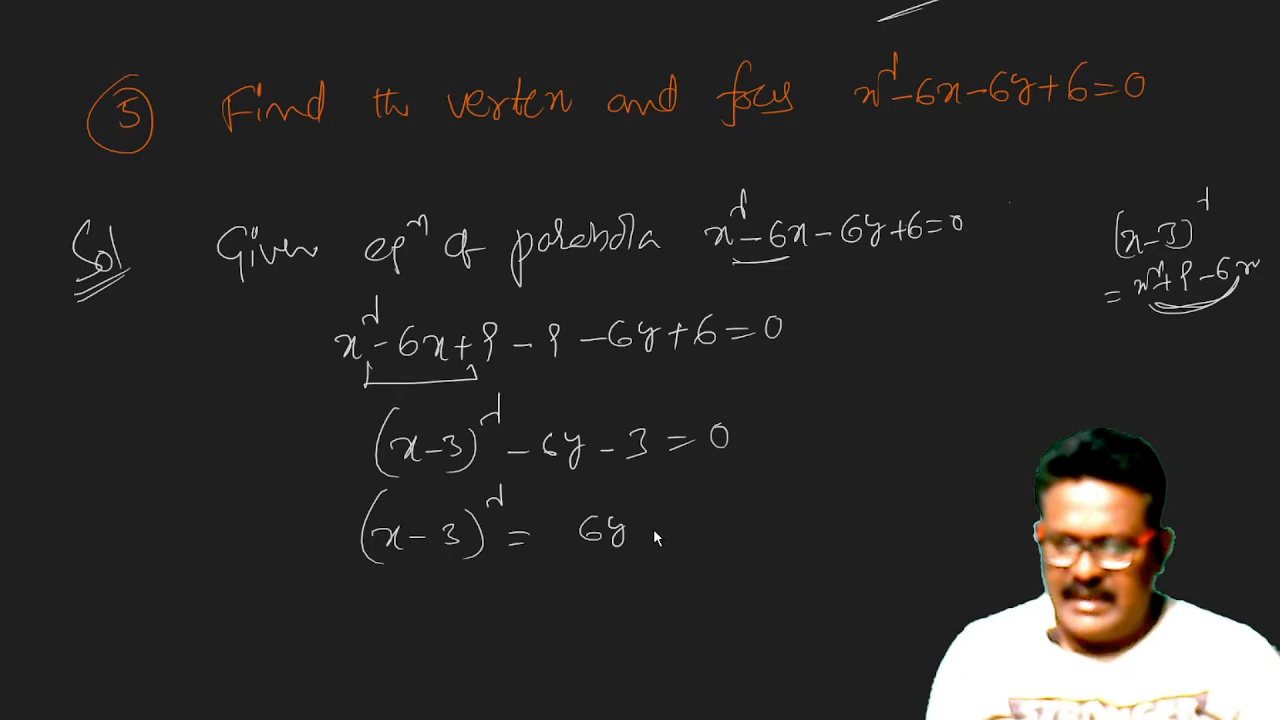 5 Find the vertex and focus x²-6x-6y+6=0
Sol Given eqⁿ of parabola x²-6x-6y+6=0
(x-3)²
= x²+9-6x
x²-6x+9-9-6y+6=0
(x-3)²-6y-3=0
(x-3)²= 6y
STRONGER